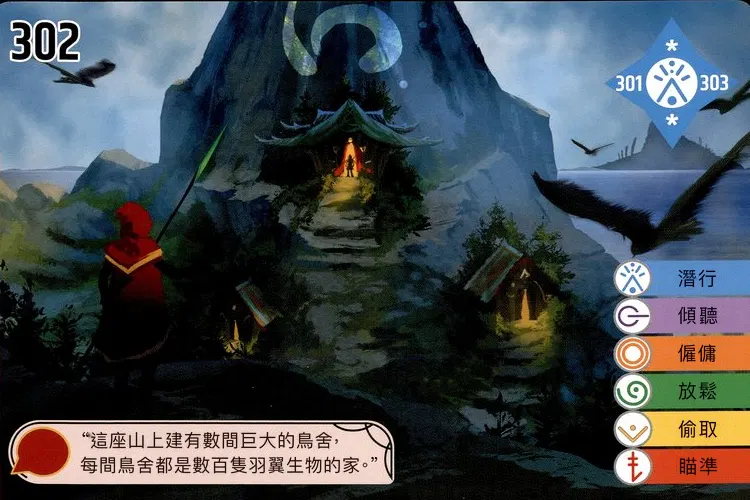 302
*
301 303
*
潛行
傾聽
僱傭
放鬆
偷取
瞄準
“這座山上建有數間巨大的鳥舍，
每間鳥舍都是數百隻羽翼生物的家。”